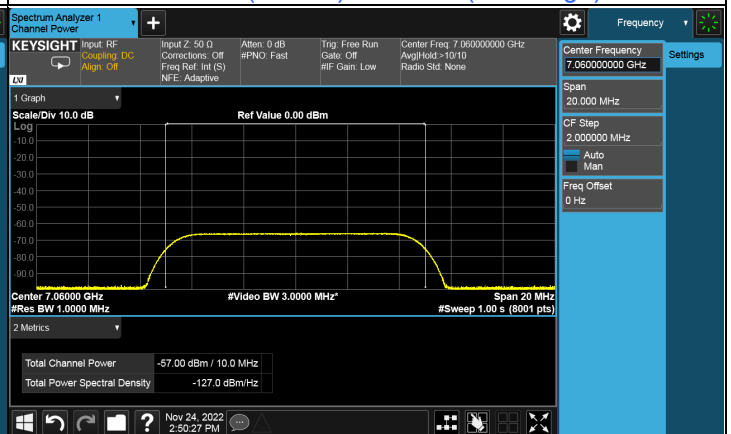 Spectrum Analyzer 1
Channel Power
+
Frequency
KEYSIGHT
LXI
Input: RF
Coupling: DC
Align: Off
Input Z: 50 Ω
Corrections: Off
Freq Ref: Int (S)
NFE: Adaptive
Atten: 0 dB
#PNO: Fast
Trig: Free Run
Gate: Off
#IF Gain: Low
Center Freq: 7.060000000 GHz
Avg|Hold:>10/10
Radio Std: None
Center Frequency
7.060000000 GHz
Settings
Span
20.000 MHz
CF Step
2.000000 MHz
Auto
Man
Freq Offset
0 Hz
1 Graph
Scale/Div 10.0 dB
Ref Value 0.00 dBm
Log
-10.0
-20.0
-30.0
-40.0
-50.0
-60.0
-70.0
-80.0
-90.0
Center 7.06000 GHz
#Video BW 3.0000 MHz*
Span 20 MHz
#Res BW 1.0000 MHz
#Sweep 1.00 s (8001 pts)
2 Metrics
Total Channel Power -57.00 dBm / 10.0 MHz
Total Power Spectral Density -127.0 dBm/Hz
?
Nov 24, 2022
2:50:27 PM